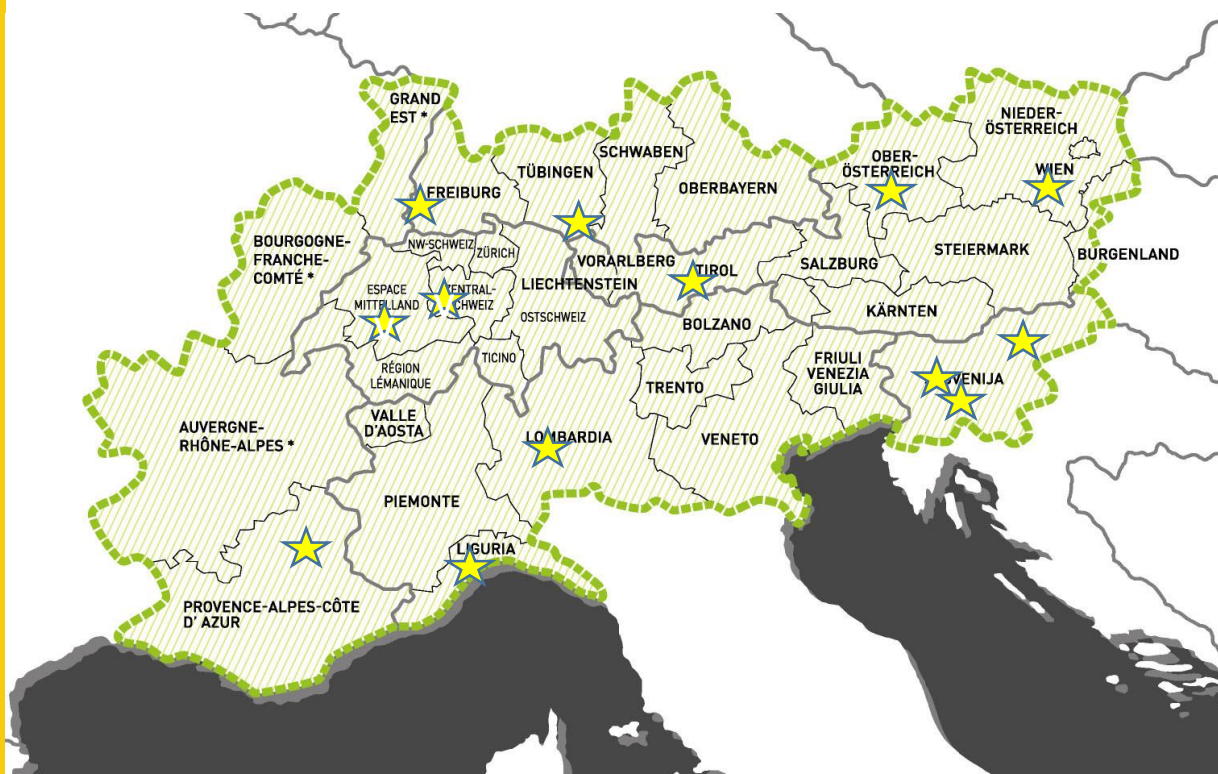 GRAND
EST *
NIEDER-
ÖSTERREICH
SCHWABEN
OBER-
ÖSTERREICH
TÜBINGEN
WIEN
FREIBURG
OBERBAYERN
BOURGOGNE-
FRANCHE-
COMTÉ *
NW-SCHWEIZ
ZÜRICH
VORARLBERG
TIROL
SALZBURG
STEIERMARK
BURGENLAND
LIECHTENSTEIN
ESPACE
MITTELLAND
ZENTRAL-
SCHWEIZ
OSTSCHWEIZ
BOLZANO
KÄRNTEN
RÉGION
LÉMANIQUE
TICINO
TRENTO
FRIULI
VENEZIA
GIULIA
SLOVENIJA
VALLE
D'AOSTA
AUVERGNE-
RHÔNE-ALPES *
LOMBARDIA
VENETO
PIEMONTE
LIGURIA
PROVENCE-ALPES-CÔTE
D' AZUR